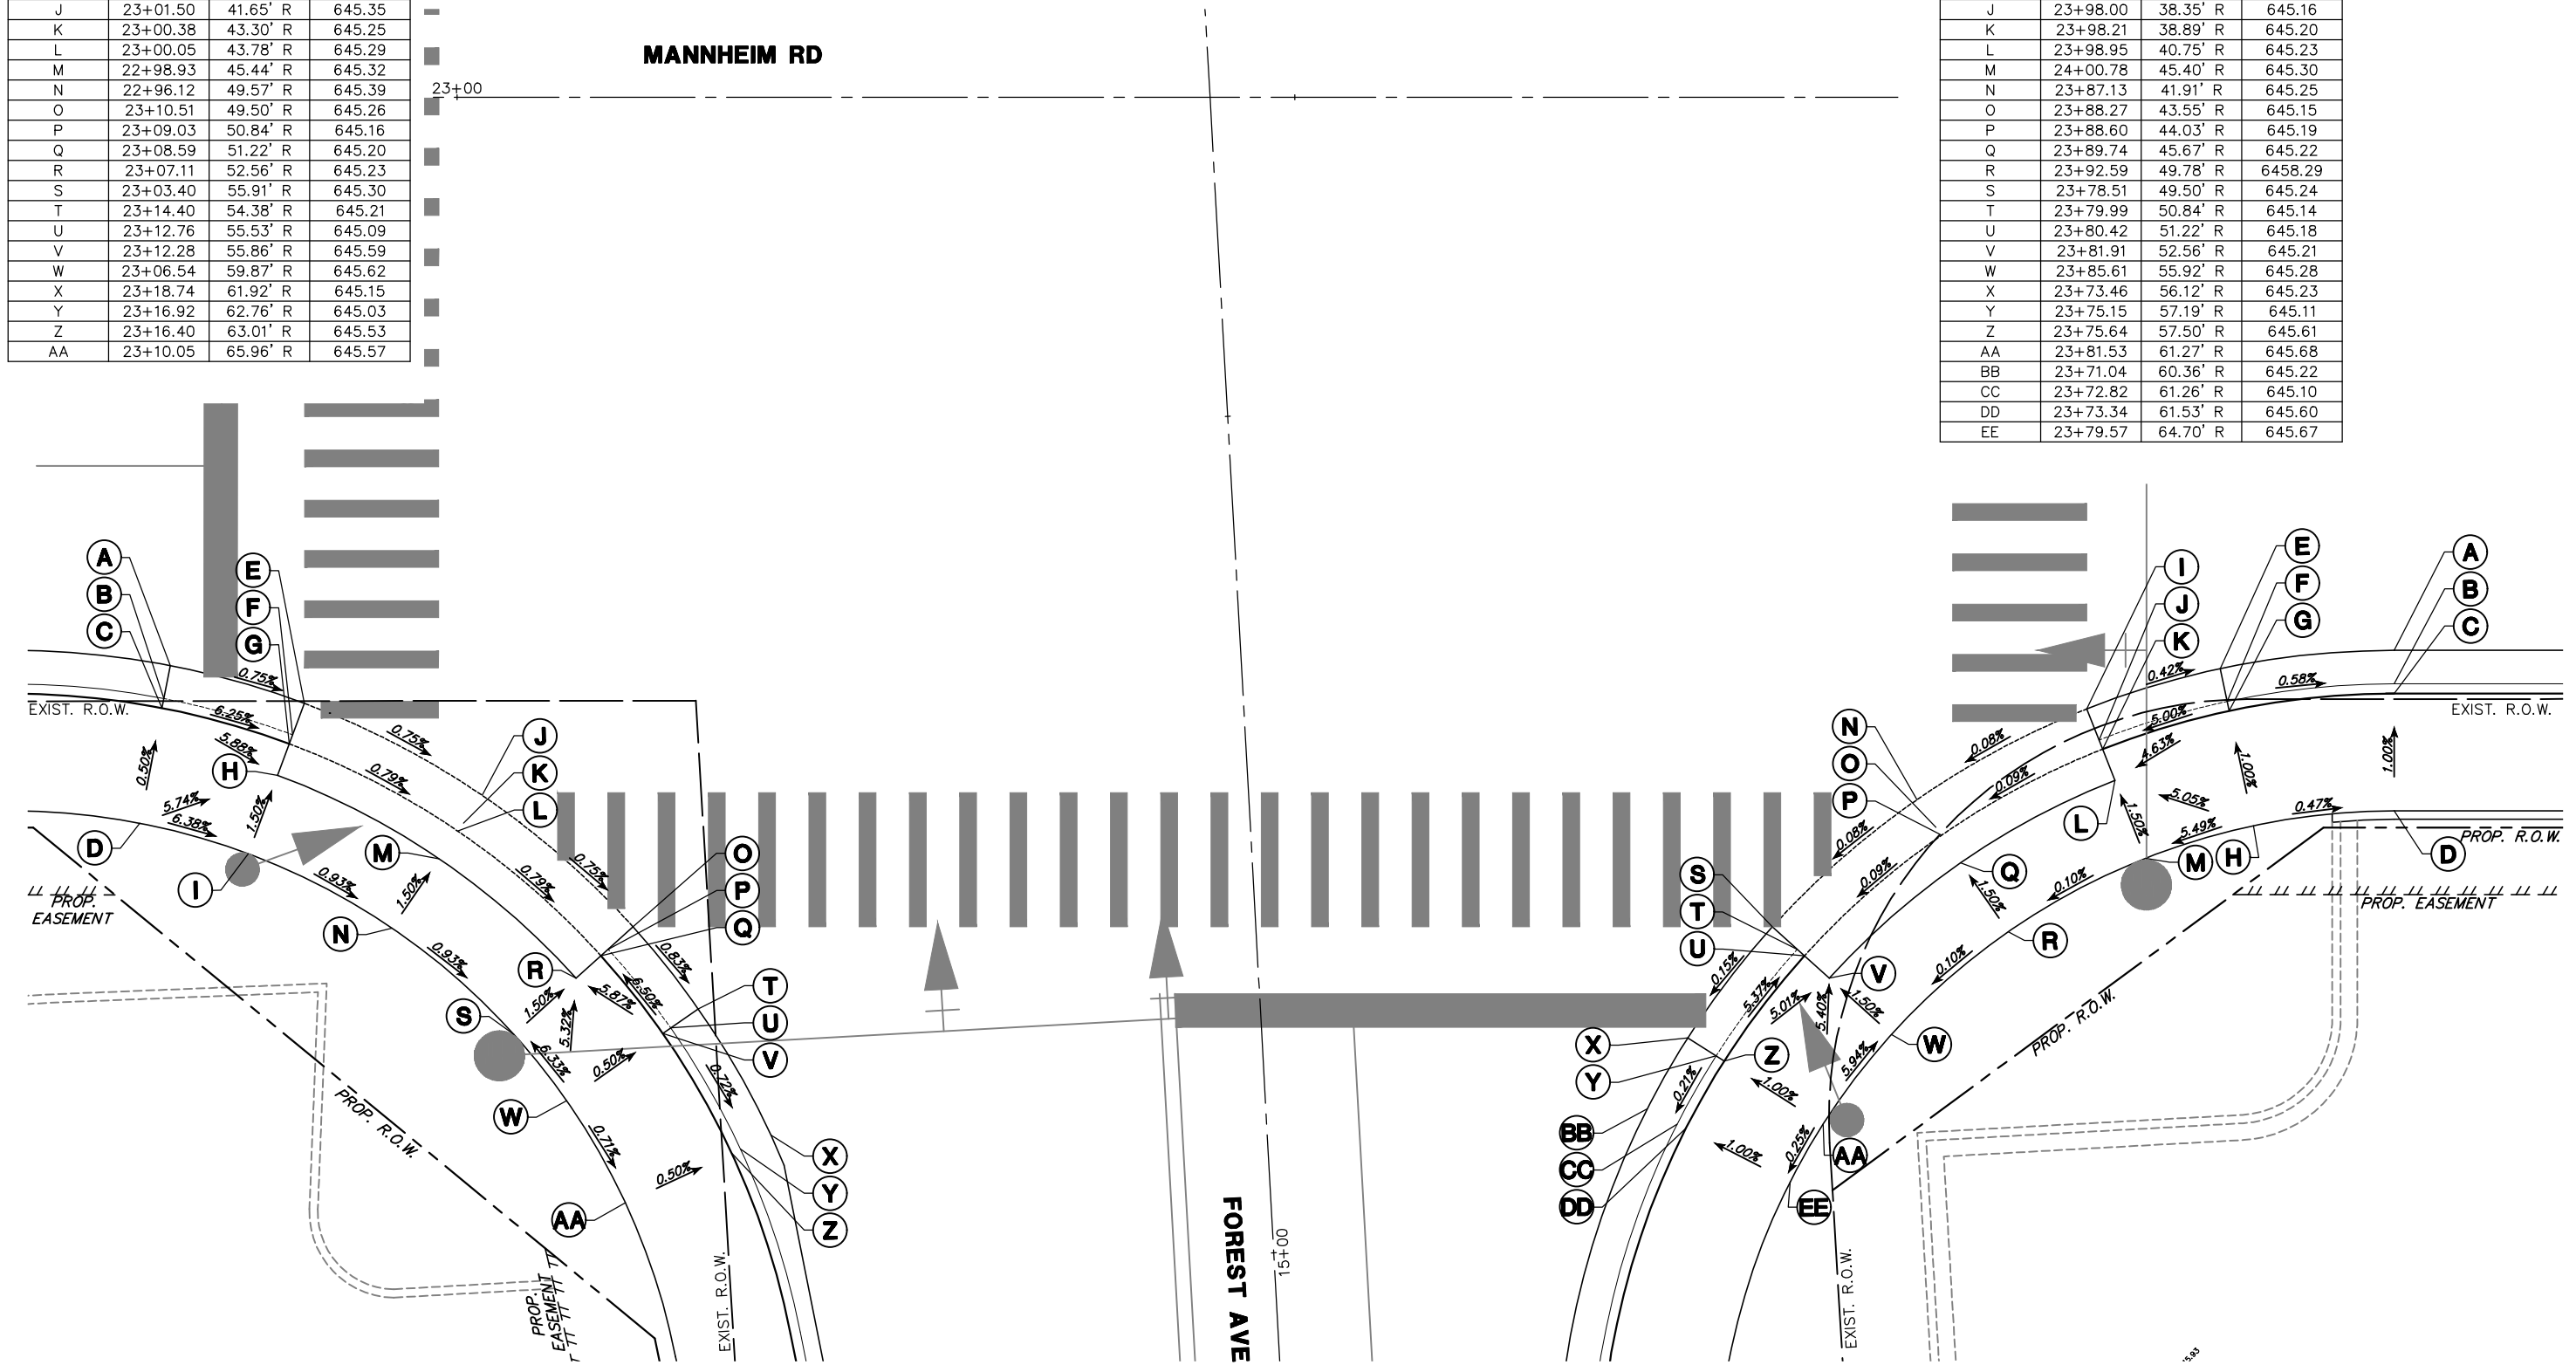 J 23+01.50 41.65' R 645.35
K 23+00.38 43.30' R 645.25
L 23+00.05 43.78' R 645.29
M 22+98.93 45.44' R 645.32
N 22+96.12 49.57' R 645.39
O 23+10.51 49.50' R 645.26
P 23+09.03 50.84' R 645.16
Q 23+08.59 51.22' R 645.20
R 23+07.11 52.56' R 645.23
S 23+03.40 55.91' R 645.30
T 23+14.40 54.38' R 645.21
U 23+12.76 55.53' R 645.09
V 23+12.28 55.86' R 645.59
W 23+06.54 59.87' R 645.62
X 23+18.74 61.92' R 645.15
Y 23+16.92 62.76' R 645.03
Z 23+16.40 63.01' R 645.53
AA 23+10.05 65.96' R 645.57
MANNHEIM RD
23+00
J 23+98.00 38.35' R 645.16
K 23+98.21 38.89' R 645.20
L 23+98.95 40.75' R 645.23
M 24+00.78 45.40' R 645.30
N 23+87.13 41.91' R 645.25
O 23+88.27 43.55' R 645.15
P 23+88.60 44.03' R 645.19
Q 23+89.74 45.67' R 645.22
R 23+92.59 49.78' R 6458.29
S 23+78.51 49.50' R 645.24
T 23+79.99 50.84' R 645.14
U 23+80.42 51.22' R 645.18
V 23+81.91 52.56' R 645.21
W 23+85.61 55.92' R 645.28
X 23+73.46 56.12' R 645.23
Y 23+75.15 57.19' R 645.11
Z 23+75.64 57.50' R 645.61
AA 23+81.53 61.27' R 645.68
BB 23+71.04 60.36' R 645.22
CC 23+72.82 61.26' R 645.10
DD 23+73.34 61.53' R 645.60
EE 23+79.57 64.70' R 645.67
A
B
C
E
F
G
0.75%
EXIST. R.O.W.
6.25%
5.88%
0.50%
H
5.74%
6.38%
1.50%
D
I
0.75%
0.79%
J
K
L
M
0.93%
1.50%
N
0.79%
0.75%
O
P
Q
0.93%
R
0.83%
6.50%
5.87%
1.50%
5.32%
S
6.33%
0.50%
T
U
V
0.72%
W
0.71%
0.50%
X
Y
Z
AA
PROP.
EASEMENT
PROP. R.O.W.
PROP.
EASEMENT
EXIST. R.O.W.
FOREST AVE
15+00
I
J
K
E
F
G
A
B
C
0.42%
0.58%
EXIST. R.O.W.
5.00%
4.63%
1.00%
1.00%
N
O
P
0.08%
0.09%
0.08%
0.09%
5.05%
0.47%
5.49%
1.50%
L
M
H
D
PROP. R.O.W.
PROP. EASEMENT
Q
0.10%
1.50%
R
0.10%
S
T
U
V
0.15%
5.37%
5.01%
5.40%
1.50%
W
5.94%
X
Y
Z
0.21%
1.00%
1.00%
0.25%
BB
CC
DD
AA
EE
PROP. R.O.W.
EXIST. R.O.W.